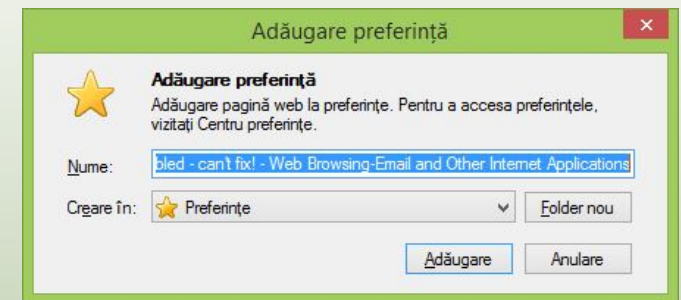 Adăugare preferință
Adăugare preferință
Adăugare pagină web la preferințe. Pentru a accesa preferințele,
vizitați Centru preferințe.
Nume: bled - can't fix! - Web Browsing-Email and Other Internet Applications
Creare în: Preferințe Folder nou
Adăugare Anulare